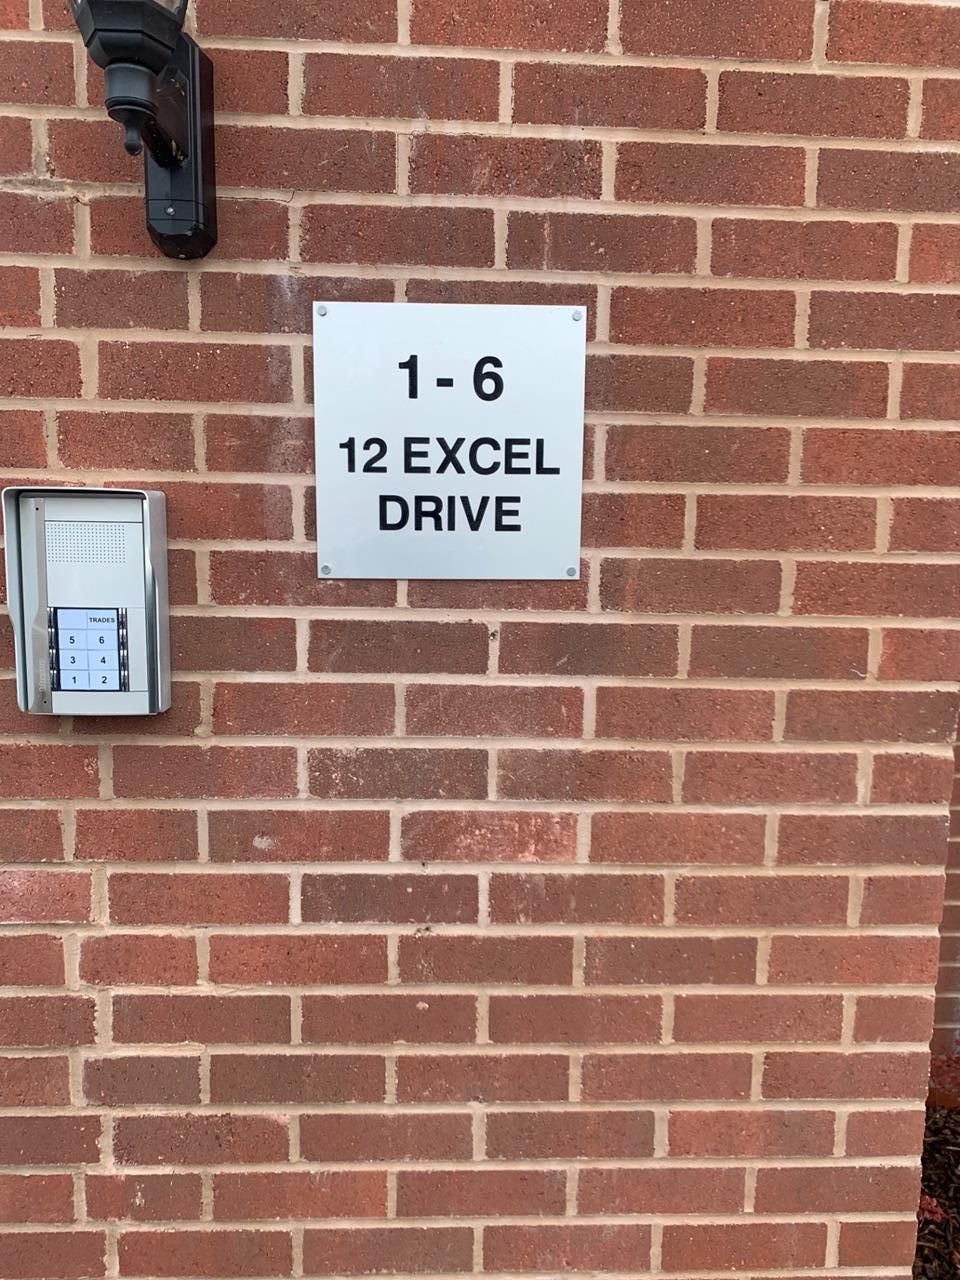 1 - 6
12 EXCEL
DRIVE
TRADES
5 6
3 4
1 2